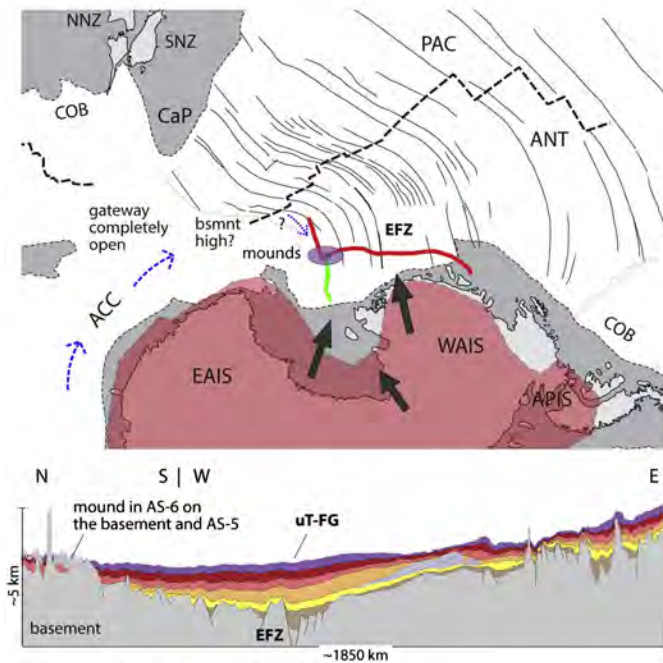 NNZ
SNZ
PAC
COB
CaP
ANT
gateway
completely
open
bsmnt
high?
?
EFZ
mounds
ACC
COB
EAIS
WAIS
APIS
N
S | W
E
mound in AS-6 on
the basement and AS-5
uT-FG
~5 km
basement
EFZ
~1850 km